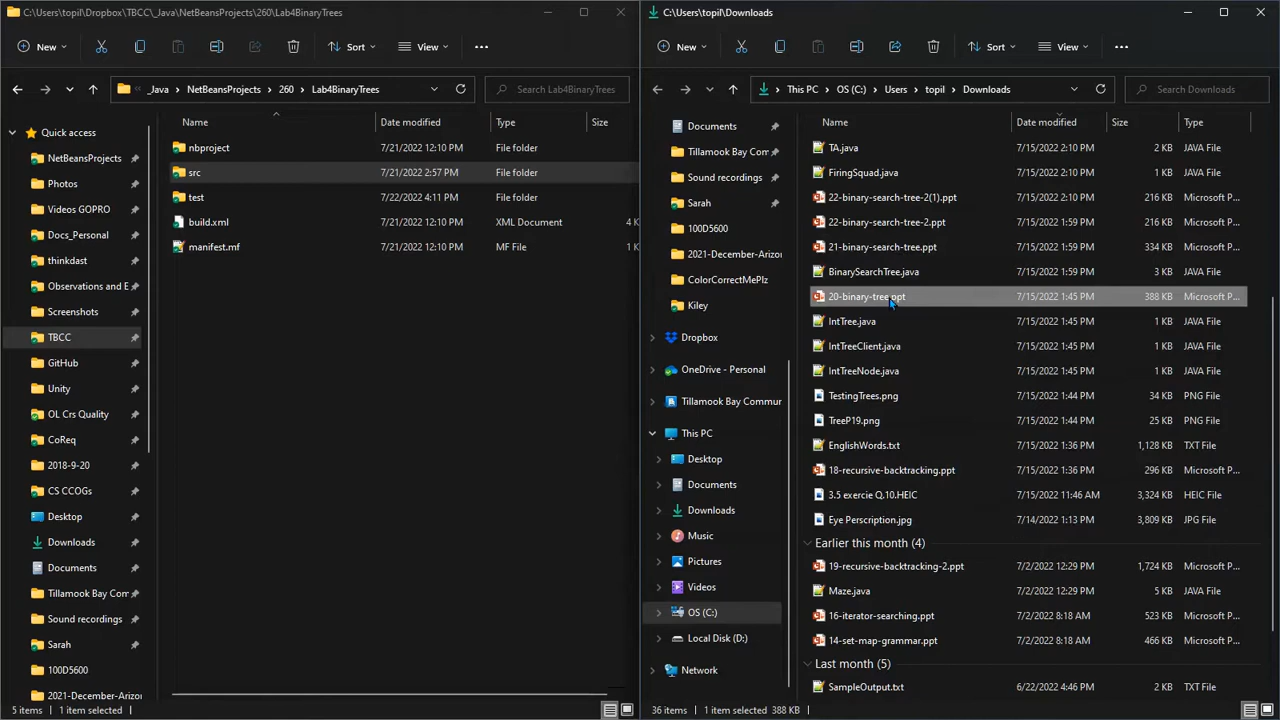 C:\Users\topil\Dropbox\TBCC\_Java\NetBeansProjects\260\Lab4BinaryTrees
New
Sort
View
_Java
NetBeansProjects
260
Lab4BinaryTrees
Search Lab4BinaryTrees
Quick access
NetBeansProjects
Photos
Videos GOPRO
Docs_Personal
thinkdast
Observations and E
Screenshots
TBCC
GitHub
Unity
OL Crs Quality
CoReq
2018-9-20
CS CCOGs
Desktop
Downloads
Documents
Tillamook Bay Com
Sound recordings
Sarah
100D5600
2021-December-Arizo
Name Date modified Type Size
nbproject 7/21/2022 12:10 PM File folder
src 7/21/2022 2:57 PM File folder
test 7/22/2022 4:11 PM File folder
build.xml 7/21/2022 12:10 PM XML Document 4 K
manifest.mf 7/21/2022 12:10 PM MF File 1 K
5 items 1 item selected
C:\Users\topil\Downloads
New
Sort
View
This PC
OS (C:)
Users
topil
Downloads
Search Downloads
Documents
Tillamook Bay Com
Sound recordings
Sarah
100D5600
2021-December-Arizo
ColorCorrectMePlz
Kiley
Dropbox
OneDrive - Personal
Tillamook Bay Commur
This PC
Desktop
Documents
Downloads
Music
Pictures
Videos
OS (C:)
Local Disk (D:)
Network
Name Date modified Size Type
TA.java 7/15/2022 2:10 PM 2 KB JAVA File
FiringSquad.java 7/15/2022 2:10 PM 1 KB JAVA File
22-binary-search-tree-2(1).ppt 7/15/2022 2:10 PM 216 KB Microsoft P...
22-binary-search-tree-2.ppt 7/15/2022 1:59 PM 216 KB Microsoft P...
21-binary-search-tree.ppt 7/15/2022 1:59 PM 334 KB Microsoft P...
BinarySearchTree.java 7/15/2022 1:59 PM 3 KB JAVA File
20-binary-tree.ppt 7/15/2022 1:45 PM 388 KB Microsoft P...
IntTree.java 7/15/2022 1:45 PM 1 KB JAVA File
IntTreeClient.java 7/15/2022 1:45 PM 1 KB JAVA File
IntTreeNode.java 7/15/2022 1:45 PM 1 KB JAVA File
TestingTrees.png 7/15/2022 1:44 PM 34 KB PNG File
TreeP19.png 7/15/2022 1:44 PM 25 KB PNG File
EnglishWords.txt 7/15/2022 1:36 PM 1,128 KB TXT File
18-recursive-backtracking.ppt 7/15/2022 1:36 PM 296 KB Microsoft P...
3.5 exercie Q.10.HEIC 7/15/2022 11:46 AM 3,324 KB HEIC File
Eye Perscription.jpg 7/14/2022 1:13 PM 3,809 KB JPG File
Earlier this month (4)
19-recursive-backtracking-2.ppt 7/2/2022 12:29 PM 1,724 KB Microsoft P...
Maze.java 7/2/2022 12:29 PM 5 KB JAVA File
16-iterator-searching.ppt 7/2/2022 8:18 AM 523 KB Microsoft P...
14-set-map-grammar.ppt 7/2/2022 8:18 AM 466 KB Microsoft P...
Last month (5)
SampleOutput.txt 6/22/2022 4:46 PM 2 KB TXT File
36 items 1 item selected 388 KB